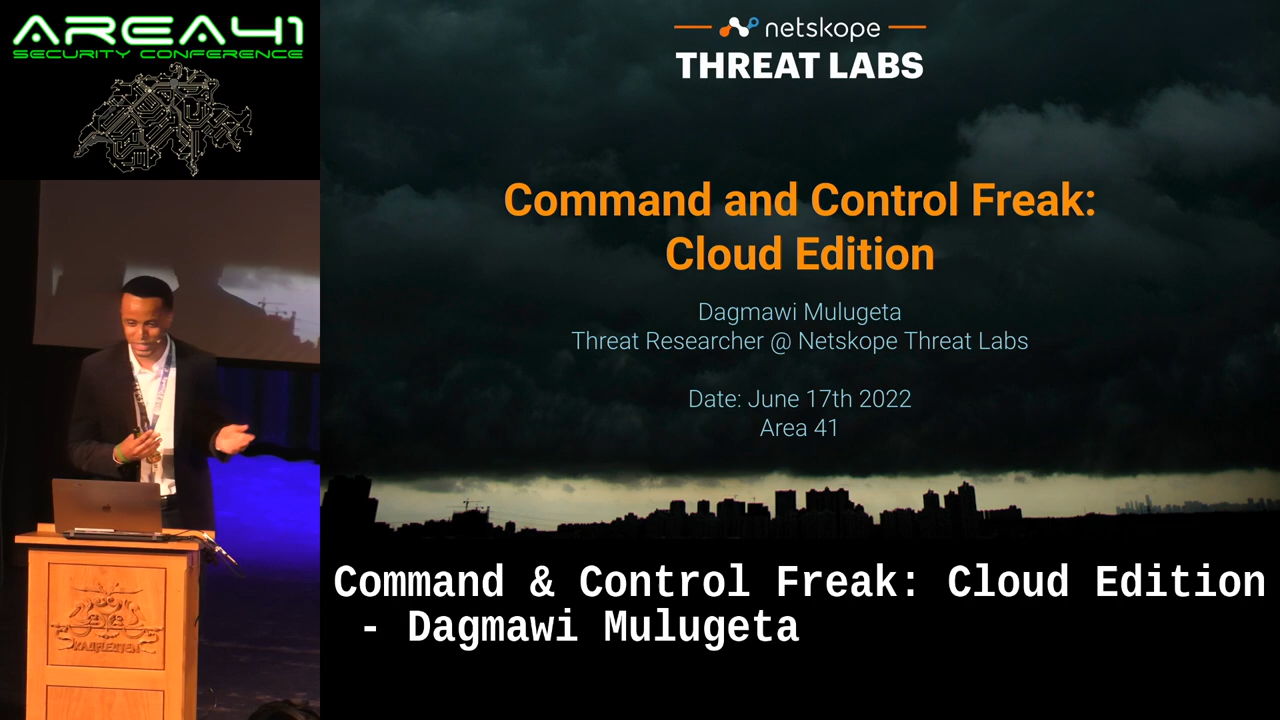 AREA41
SECURITY CONFERENCE
netskope
THREAT LABS
Command and Control Freak:
Cloud Edition
Dagmawi Mulugeta
Threat Researcher @ Netskope Threat Labs
Date: June 17th 2022
Area 41
Command & Control Freak: Cloud Edition
- Dagmawi Mulugeta